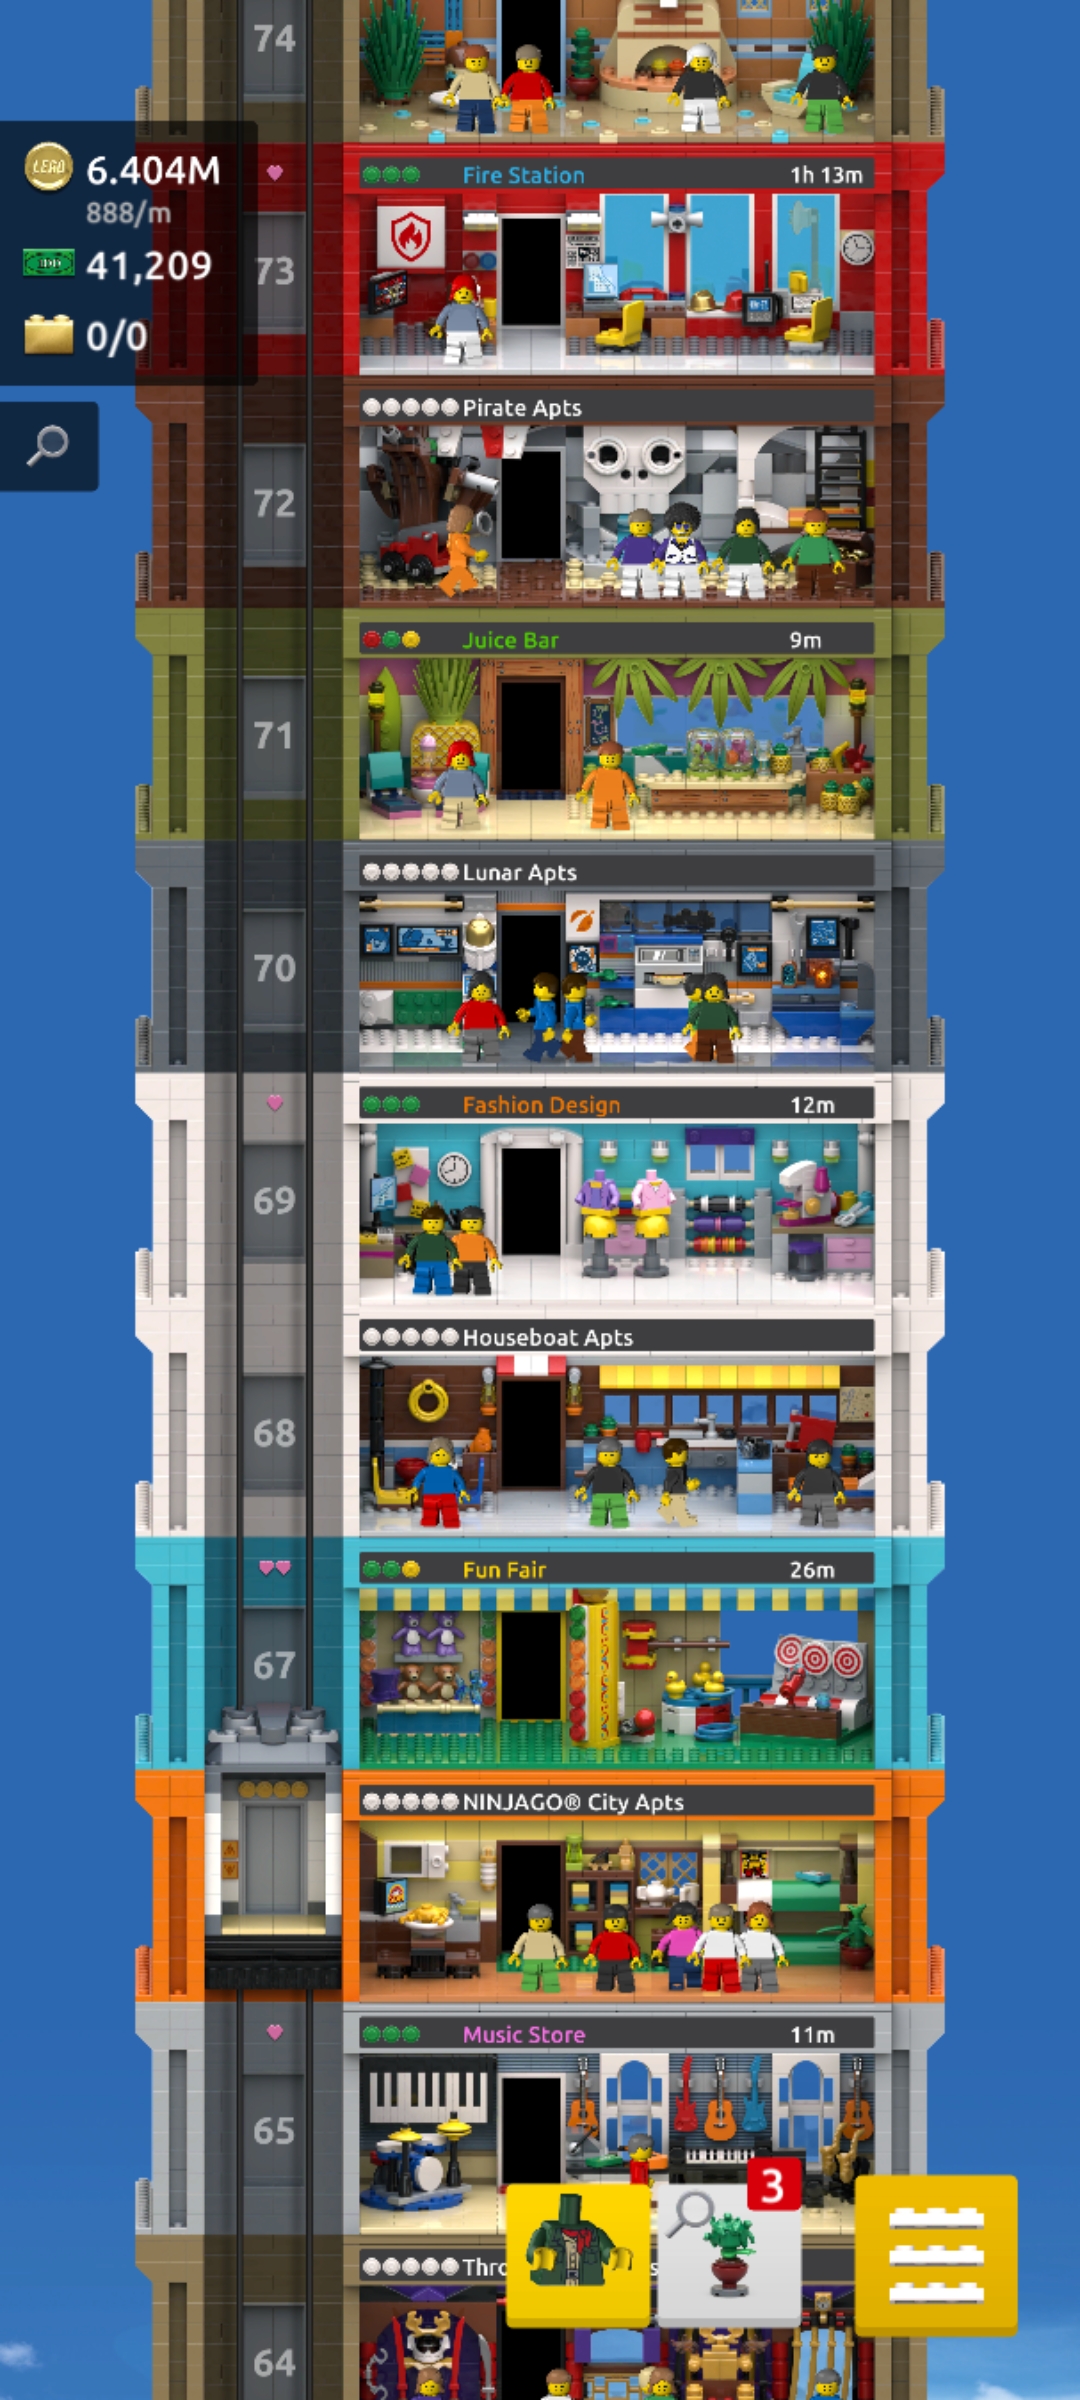 74
LEGO
6.404M
888/m
41,209
0/0
Fire Station 1h 13m
73
Pirate Apts
72
Juice Bar 9m
71
Lunar Apts
70
Fashion Design 12m
69
Houseboat Apts
68
Fun Fair 26m
67
NINJAGO® City Apts
Music Store 11m
65
3
64